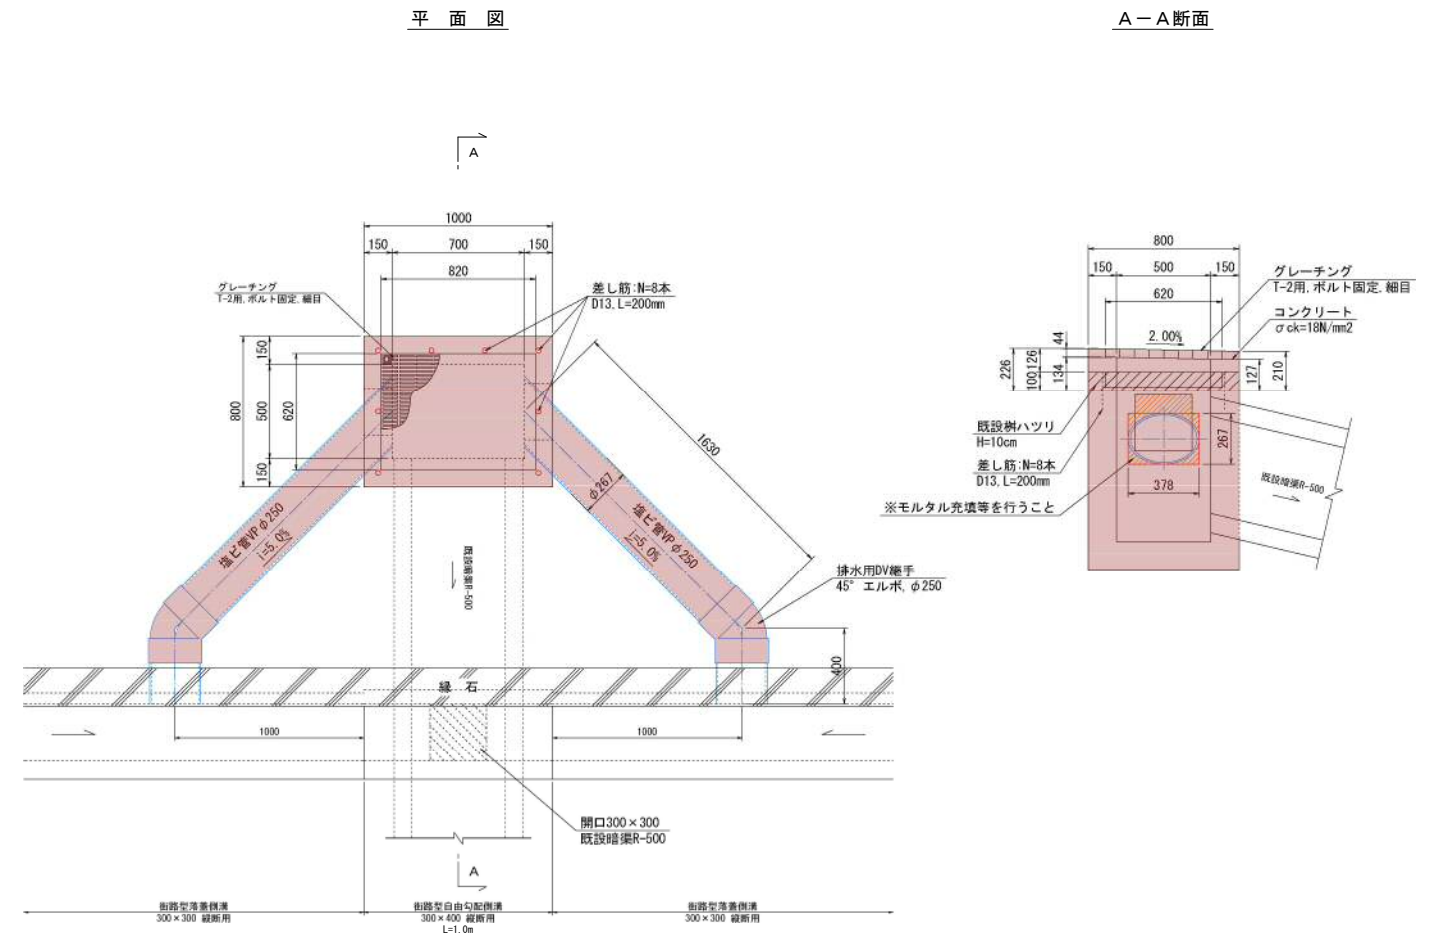 平 面 図
A－A断面
A
1000
150
700
150
820
グレーチング
T-2用,ボルト固定,細目
差し筋:N=8本
D13,L=200mm
800
150
500
150
620
1630
φ267
塩ビ管VPφ250
i=5.0%
塩ビ管VPφ250
i=5.0%
既設暗渠R-500
排水用DV継手
45° エルボ,φ250
400
縁 石
1000
1000
開口300×300
既設暗渠R-500
A
街路型落蓋側溝
300×300 縦断用
街路型自由勾配側溝
300×400 縦断用
L=1.0m
街路型落蓋側溝
300×300 縦断用
800
150
500
150
620
グレーチング
T-2用,ボルト固定,細目
コンクリート
σck=18N/mm2
2.00%
44
226
126
100
134
127
210
既設桝ハツリ
H=10cm
差し筋:N=8本
D13,L=200mm
※モルタル充填等を行うこと
267
378
既設暗渠R-500